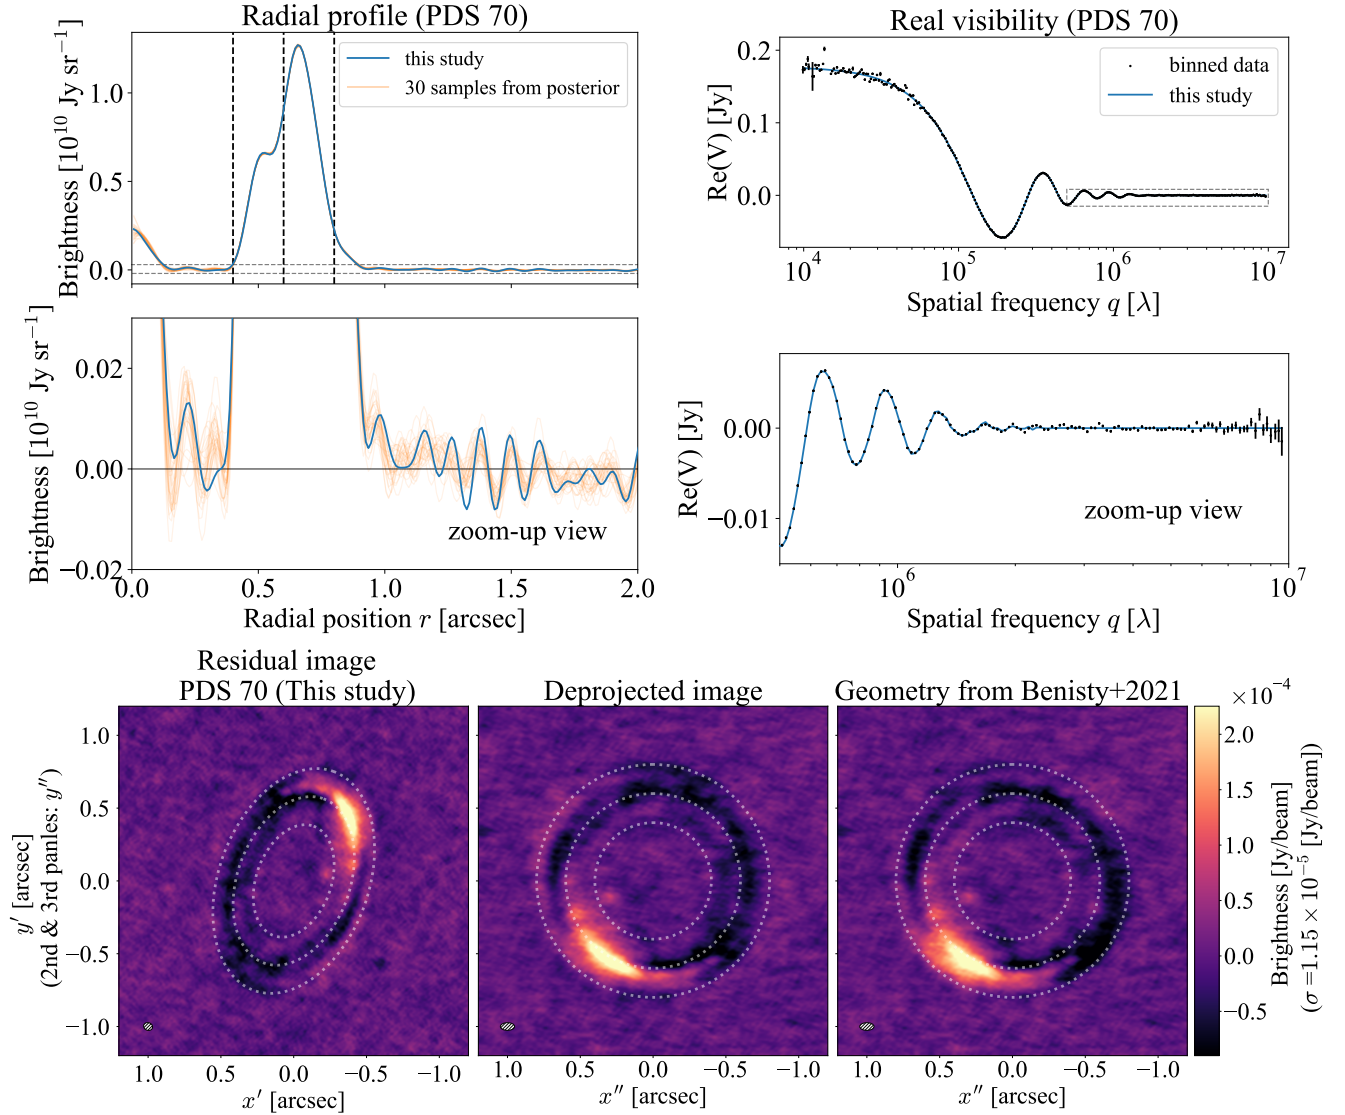 Radial profile (PDS 70)
Brightness [10^10 Jy sr^−1]
1.0
0.5
0.0
this study
30 samples from posterior
Brightness [10^10 Jy sr^−1]
0.02
0.00
−0.02
zoom-up view
0.0 0.5 1.0 1.5 2.0
Radial position r [arcsec]
Real visibility (PDS 70)
Re(V) [Jy]
0.2
0.1
0.0
binned data
this study
10^4 10^5 10^6 10^7
Spatial frequency q [λ]
Re(V) [Jy]
0.00
−0.01
zoom-up view
10^6 10^7
Spatial frequency q [λ]
Residual image
PDS 70 (This study)
Deprojected image
Geometry from Benisty+2021
y′ [arcsec]
(2nd & 3rd panles: y″)
1.0
0.5
0.0
−0.5
−1.0
1.0 0.5 0.0 −0.5 −1.0
x′ [arcsec]
1.0 0.5 0.0 −0.5 −1.0
x″ [arcsec]
1.0 0.5 0.0 −0.5 −1.0
x″ [arcsec]
×10^−4
2.0
1.5
1.0
0.5
0.0
−0.5
Brightness [Jy/beam]
(σ =1.15 × 10^−5 [Jy/beam])